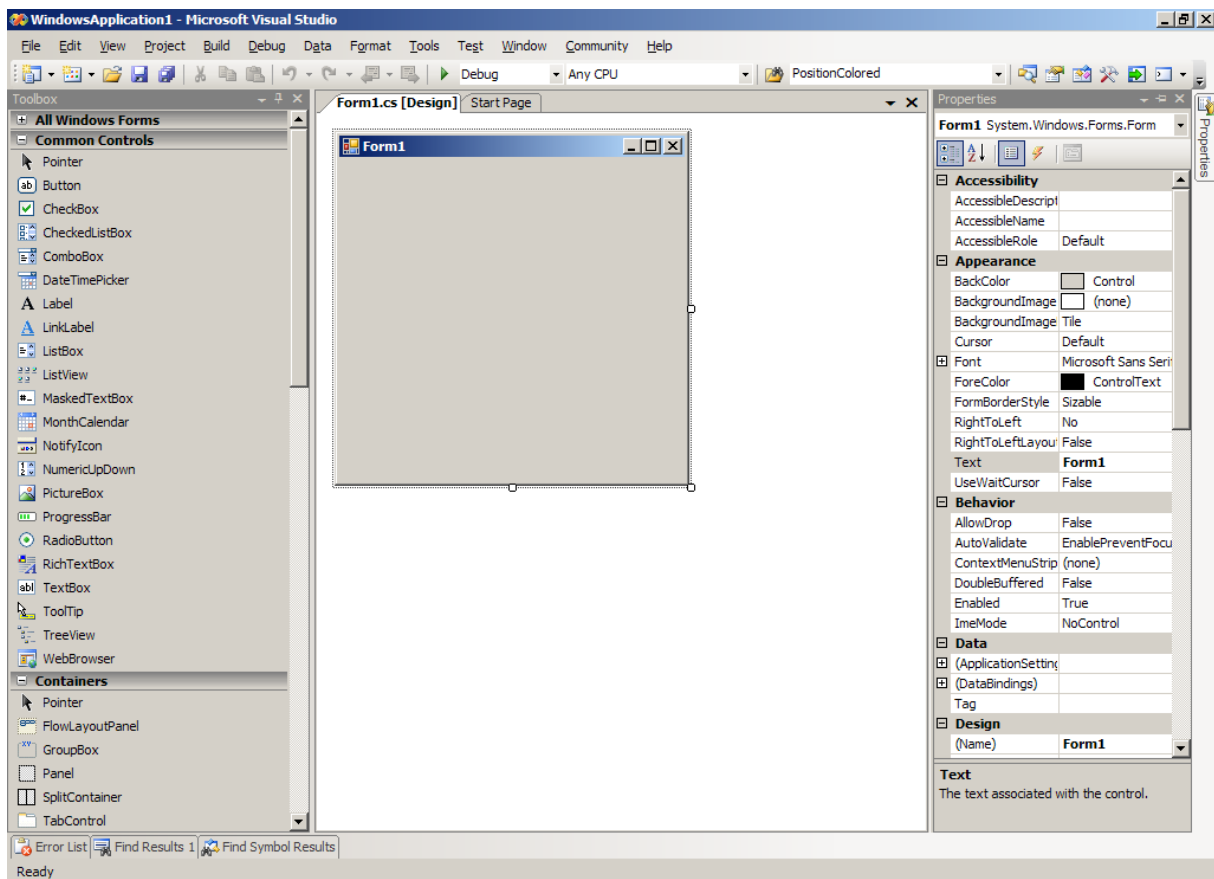 WindowsApplication1 - Microsoft Visual Studio
File Edit View Project Build Debug Data Format Tools Test Window Community Help
Debug Any CPU PositionColored
Toolbox
All Windows Forms
Common Controls
Pointer
Button
CheckBox
CheckedListBox
ComboBox
DateTimePicker
Label
LinkLabel
ListBox
ListView
MaskedTextBox
MonthCalendar
NotifyIcon
NumericUpDown
PictureBox
ProgressBar
RadioButton
RichTextBox
TextBox
ToolTip
TreeView
WebBrowser
Containers
Pointer
FlowLayoutPanel
GroupBox
Panel
SplitContainer
TabControl
Form1.cs [Design] Start Page
Form1
Properties
Form1 System.Windows.Forms.Form
Accessibility
AccessibleDescript
AccessibleName
AccessibleRole Default
Appearance
BackColor Control
BackgroundImage (none)
BackgroundImage Tile
Cursor Default
Font Microsoft Sans Seri
ForeColor ControlText
FormBorderStyle Sizable
RightToLeft No
RightToLeftLayou False
Text Form1
UseWaitCursor False
Behavior
AllowDrop False
AutoValidate EnablePreventFocu
ContextMenuStrip (none)
DoubleBuffered False
Enabled True
ImeMode NoControl
Data
(ApplicationSetting
(DataBindings)
Tag
Design
(Name) Form1
Text
The text associated with the control.
Properties
Error List Find Results 1 Find Symbol Results
Ready